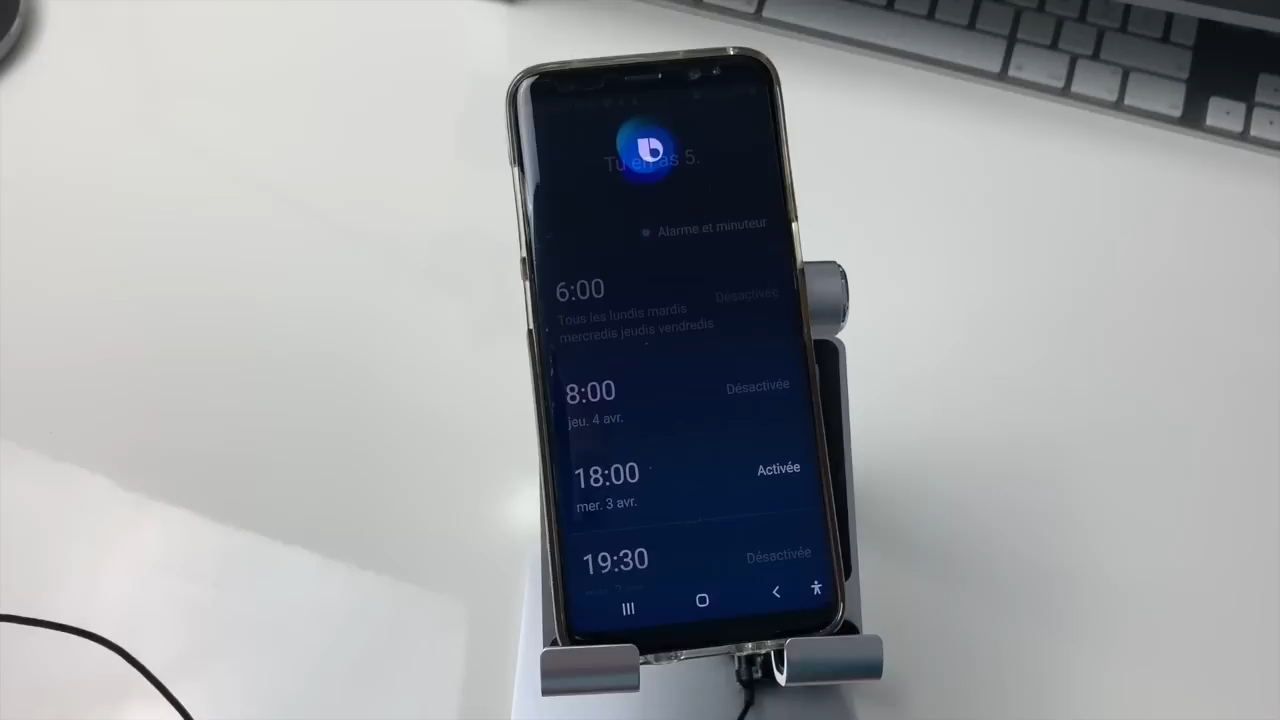 Tu en as 5.
Alarme et minuteur
6:00
Désactivée
Tous les lundis mardis
mercredis jeudis vendredis
8:00
Désactivée
jeu. 4 avr.
18:00
Activée
mer. 3 avr.
19:30
Désactivée